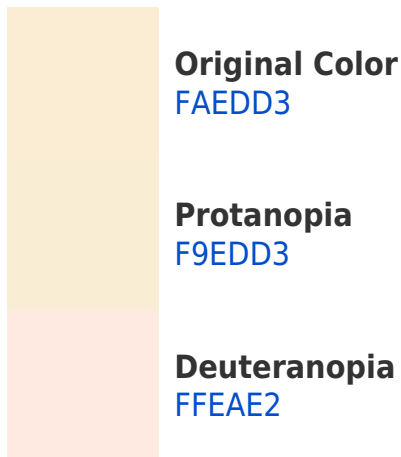 Original Color
FAEDD3
Protanopia
F9EDD3
Deuteranopia
FFEAE2